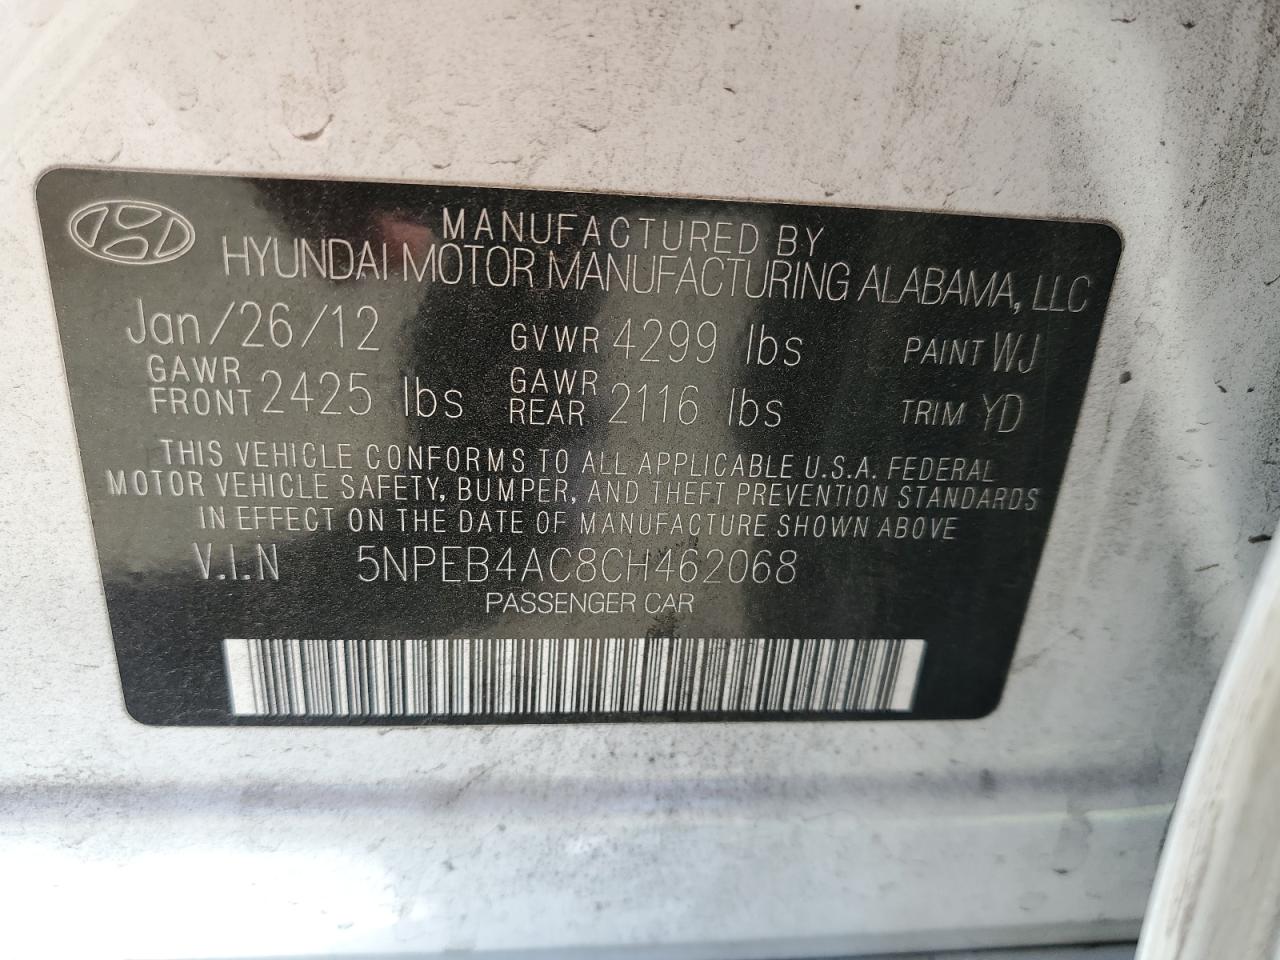 MANUFACTURED BY
HYUNDAI MOTOR MANUFACTURING ALABAMA, LLC
Jan/26/12 GVWR 4299 lbs PAINT WJ
GAWR FRONT 2425 lbs GAWR REAR 2116 lbs TRIM YD
THIS VEHICLE CONFORMS TO ALL APPLICABLE U.S.A. FEDERAL
MOTOR VEHICLE SAFETY, BUMPER, AND THEFT PREVENTION STANDARDS
IN EFFECT ON THE DATE OF MANUFACTURE SHOWN ABOVE
V.I.N 5NPEB4AC8CH462068
PASSENGER CAR